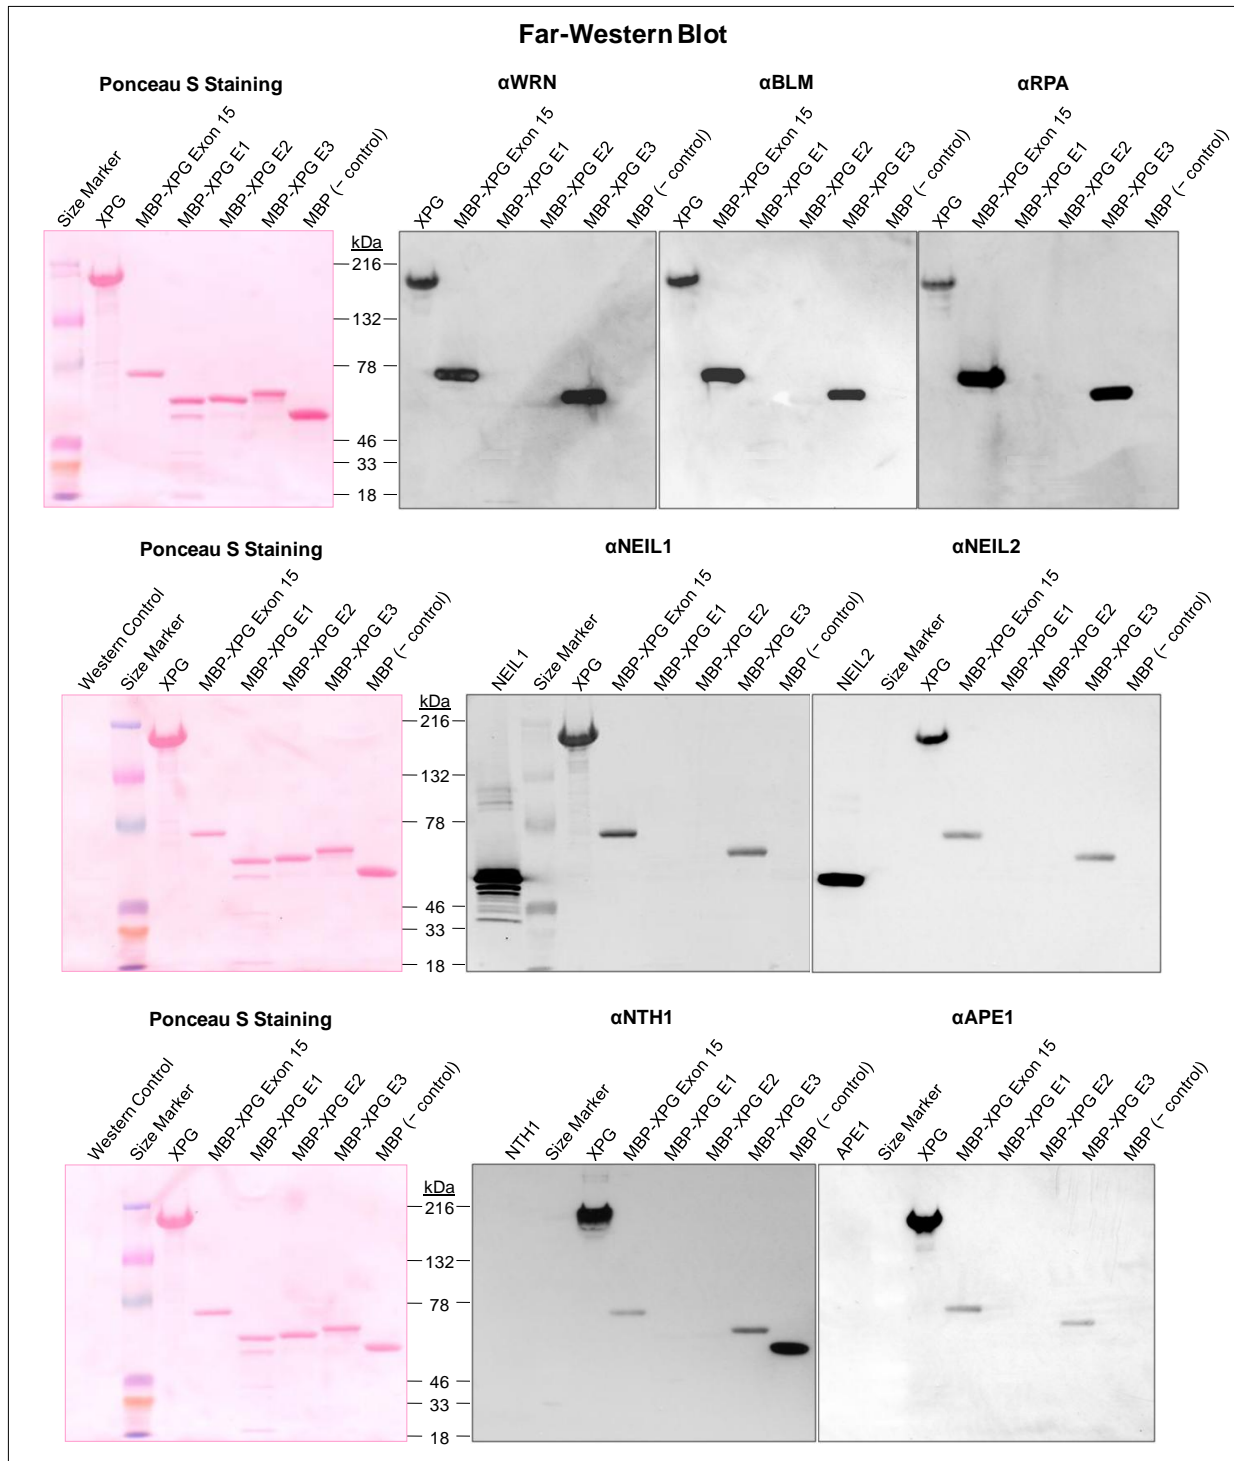 Far-Western Blot
Ponceau S Staining
αWRN
αBLM
αRPA
Size Marker
XPG
MBP-XPG Exon 15
MBP-XPG E1
MBP-XPG E2
MBP-XPG E3
MBP (– control)
XPG
MBP-XPG Exon 15
MBP-XPG E1
MBP-XPG E2
MBP-XPG E3
MBP (– control)
XPG
MBP-XPG Exon 15
MBP-XPG E1
MBP-XPG E2
MBP-XPG E3
MBP (– control)
XPG
MBP-XPG Exon 15
MBP-XPG E1
MBP-XPG E2
MBP-XPG E3
MBP (– control)
kDa
216
132
78
46
33
18
Ponceau S Staining
αNEIL1
αNEIL2
Western Control
Size Marker
XPG
MBP-XPG Exon 15
MBP-XPG E1
MBP-XPG E2
MBP-XPG E3
MBP (– control)
NEIL1
Size Marker
XPG
MBP-XPG Exon 15
MBP-XPG E1
MBP-XPG E2
MBP-XPG E3
MBP (– control)
NEIL2
Size Marker
XPG
MBP-XPG Exon 15
MBP-XPG E1
MBP-XPG E2
MBP-XPG E3
MBP (– control)
kDa
216
132
78
46
33
18
Ponceau S Staining
αNTH1
αAPE1
Western Control
Size Marker
XPG
MBP-XPG Exon 15
MBP-XPG E1
MBP-XPG E2
MBP-XPG E3
MBP (– control)
NTH1
Size Marker
XPG
MBP-XPG Exon 15
MBP-XPG E1
MBP-XPG E2
MBP-XPG E3
MBP (– control)
APE1
Size Marker
XPG
MBP-XPG Exon 15
MBP-XPG E1
MBP-XPG E2
MBP-XPG E3
MBP (– control)
kDa
216
132
78
46
33
18